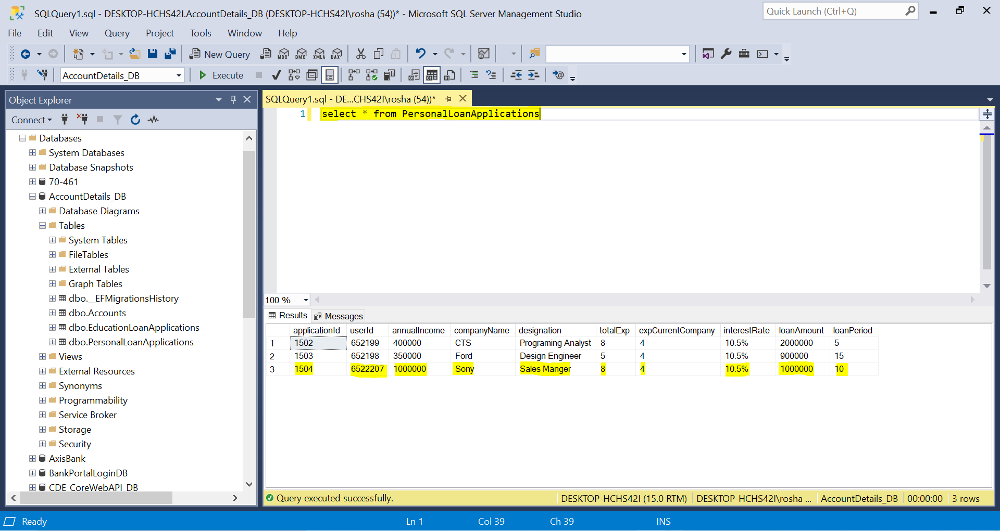 SQLQuery1.sql - DESKTOP-HCHS42I.AccountDetails_DB (DESKTOP-HCHS42I\rosha (54))* - Microsoft SQL Server Management Studio
Quick Launch (Ctrl+Q)
File Edit View Query Project Tools Window Help
New Query MDX DMX XMLA DAX
AccountDetails_DB Execute
Object Explorer
Connect
Databases
System Databases
Database Snapshots
70-461
AccountDetails_DB
Database Diagrams
Tables
System Tables
FileTables
External Tables
Graph Tables
dbo.__EFMigrationsHistory
dbo.Accounts
dbo.EducationLoanApplications
dbo.PersonalLoanApplications
Views
External Resources
Synonyms
Programmability
Service Broker
Storage
Security
AxisBank
BankPortalLoginDB
CDE_CoreWebAPI_DB
SQLQuery1.sql - DE...CHS42I\rosha (54))*
1 select * from PersonalLoanApplications
100 %
Results Messages
applicationId userId annualIncome companyName designation totalExp expCurrentCompany interestRate loanAmount loanPeriod
1 1502 652199 400000 CTS Programing Analyst 8 4 10.5% 2000000 5
2 1503 652198 350000 Ford Design Engineer 5 4 10.5% 900000 15
3 1504 6522207 1000000 Sony Sales Manger 8 4 10.5% 1000000 10
Query executed successfully. DESKTOP-HCHS42I (15.0 RTM) DESKTOP-HCHS42I\rosha ... AccountDetails_DB 00:00:00 3 rows
Ready Ln 1 Col 39 Ch 39 INS